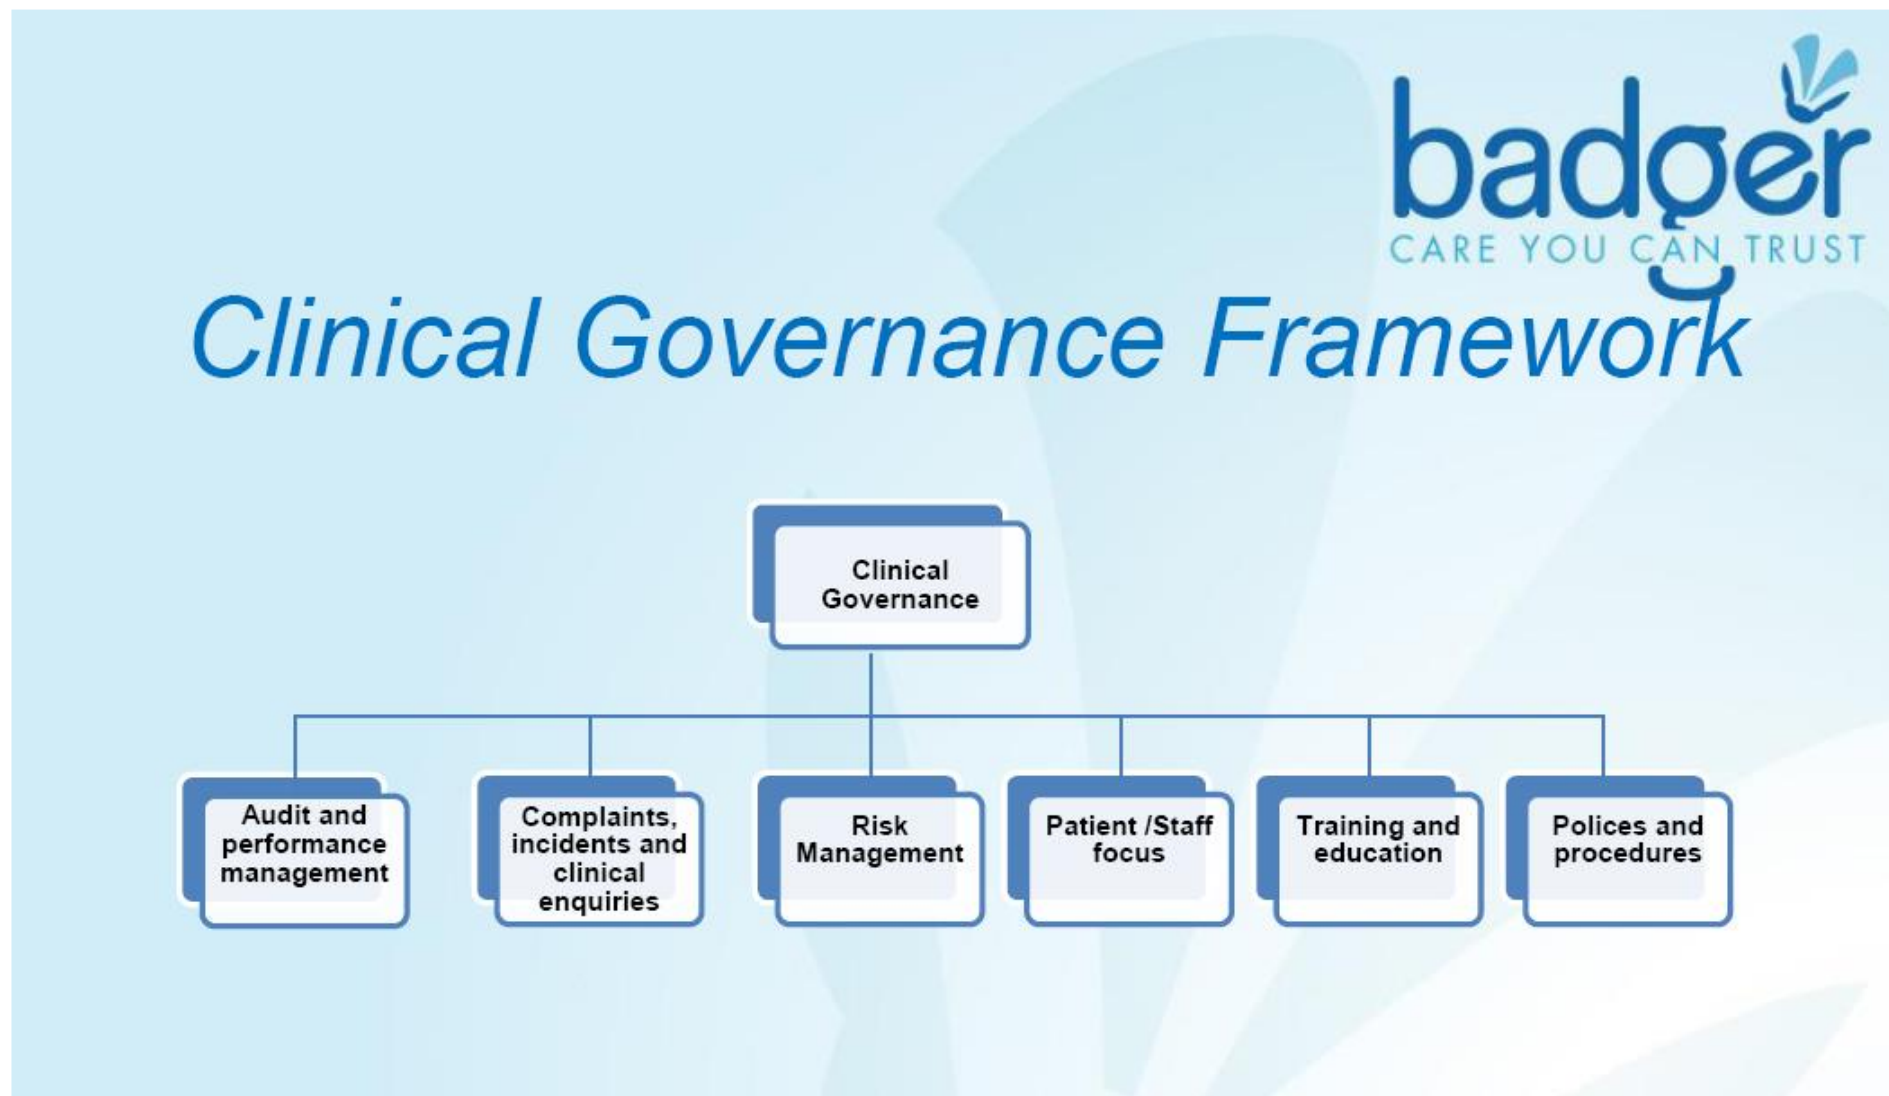 badger
CARE YOU CAN TRUST
Clinical Governance Framework
Clinical
Governance
Audit and
performance
management
Complaints,
incidents and
clinical
enquiries
Risk
Management
Patient /Staff
focus
Training and
education
Polices and
procedures